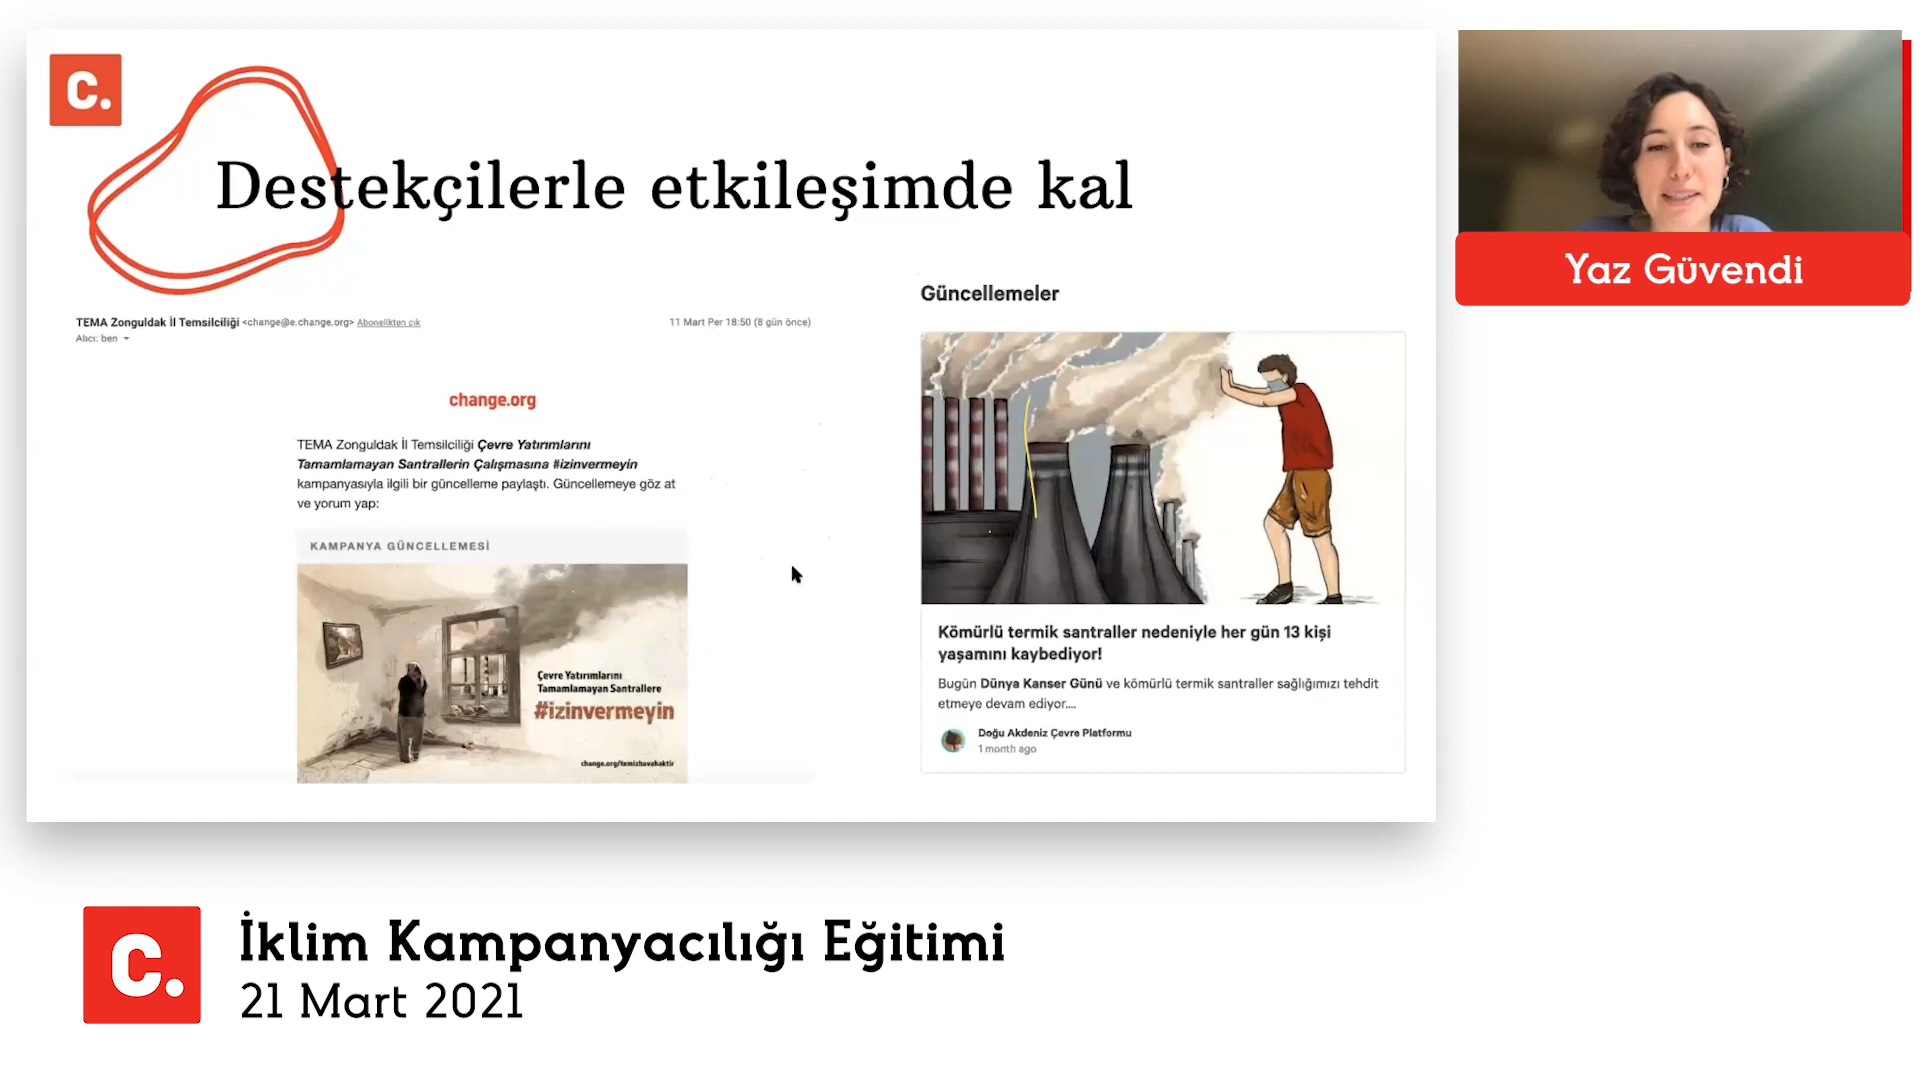 C.
Destekçilerle etkileşimde kal
TEMA Zonguldak İl Temsilciliği <change@e.change.org> Abonelikten çık
11 Mart Per 18:50 (8 gün önce)
Alıcı: ben
change.org
TEMA Zonguldak İl Temsilciliği Çevre Yatırımlarını
Tamamlamayan Santrallerin Çalışmasına #izinvermeyin
kampanyasıyla ilgili bir güncelleme paylaştı. Güncellemeye göz at
ve yorum yap:
KAMPANYA GÜNCELLEMESİ
Çevre Yatırımlarını
Tamamlamayan Santrallere
#izinvermeyin
change.org/temizhavahaktir
Güncellemeler
Kömürlü termik santraller nedeniyle her gün 13 kişi
yaşamını kaybediyor!
Bugün Dünya Kanser Günü ve kömürlü termik santraller sağlığımızı tehdit
etmeye devam ediyor....
Doğu Akdeniz Çevre Platformu
1 month ago
Yaz Güvendi
C.
İklim Kampanyacılığı Eğitimi
21 Mart 2021